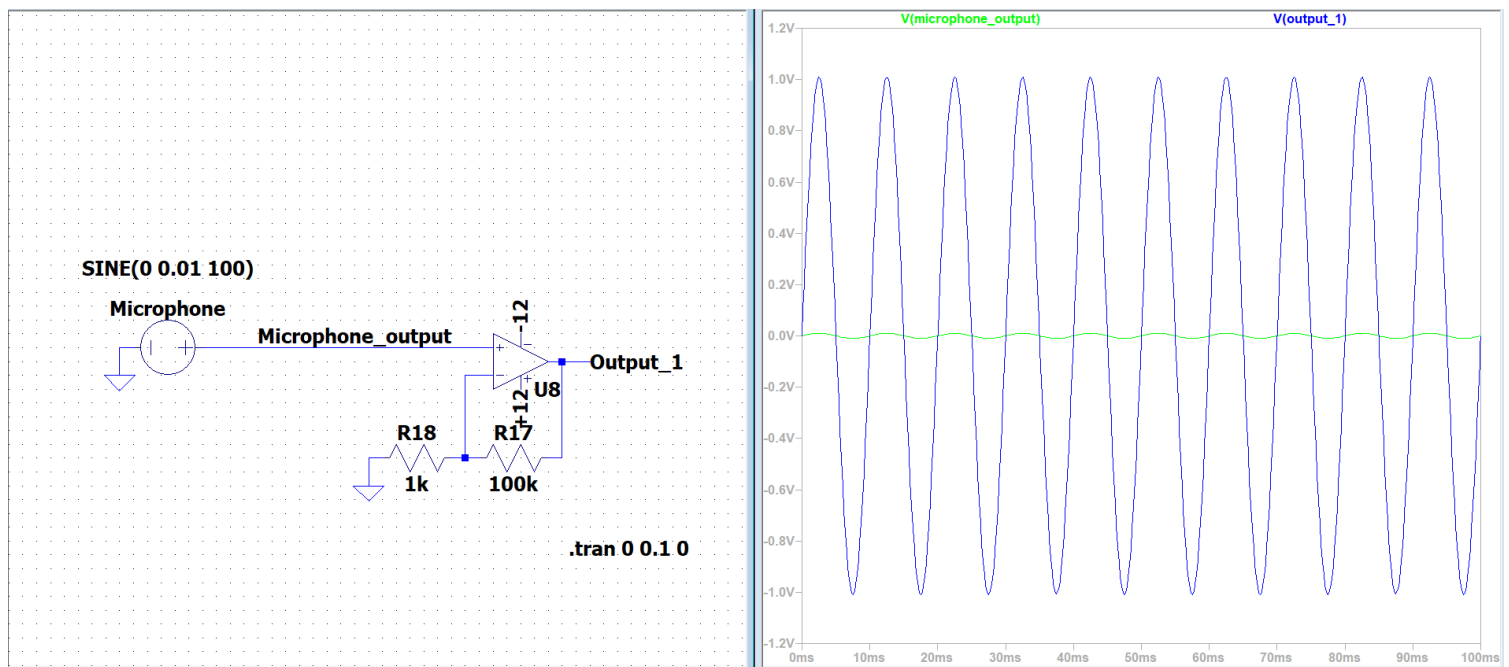 SINE(0 0.01 100)
Microphone
Microphone_output
-12
+12
U8
Output_1
R18
R17
1k
100k
.tran 0 0.1 0
V(microphone_output) V(output_1)
1.2V
1.0V
0.8V
0.6V
0.4V
0.2V
0.0V
-0.2V
-0.4V
-0.6V
-0.8V
-1.0V
-1.2V
0ms 10ms 20ms 30ms 40ms 50ms 60ms 70ms 80ms 90ms 100ms